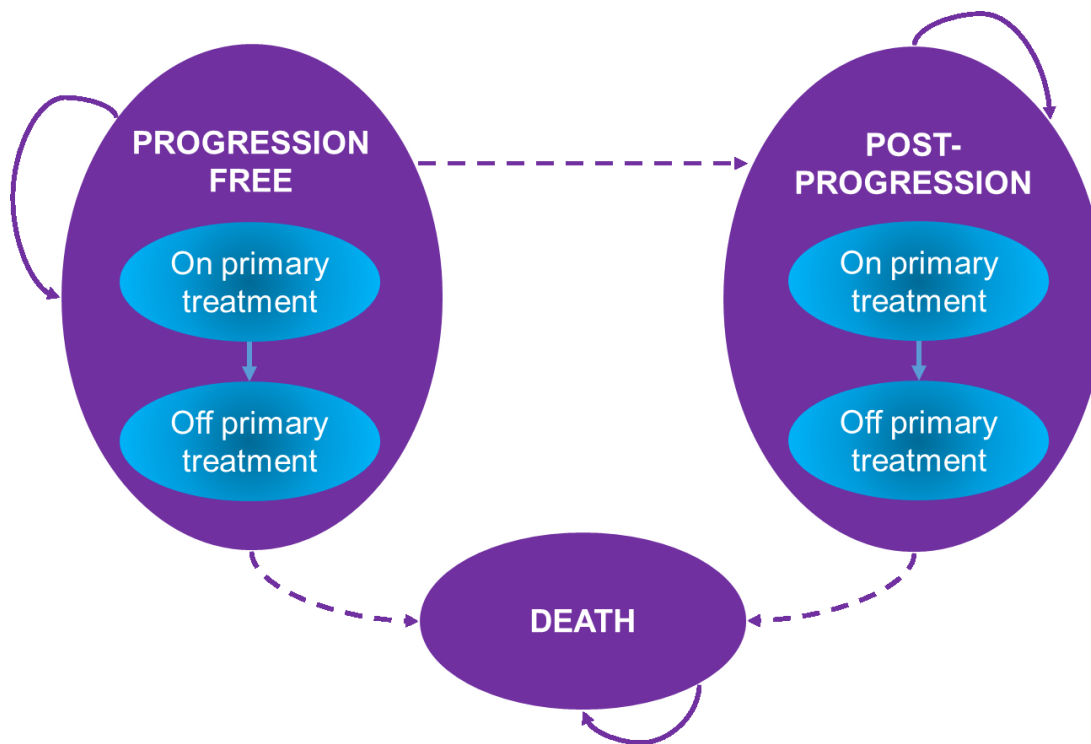 PROGRESSION
FREE
On primary
treatment
Off primary
treatment
POST-
PROGRESSION
On primary
treatment
Off primary
treatment
DEATH